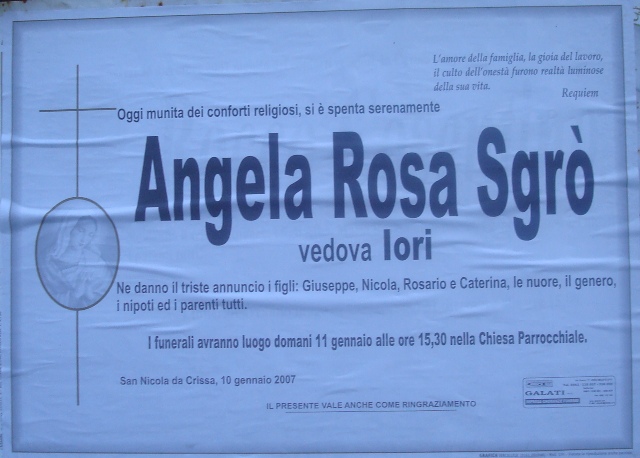 L'amore della famiglia, la gioia del lavoro,
il culto dell'onestà furono realtà luminose
della sua vita.
Requiem
Oggi munita dei conforti religiosi, si è spenta serenamente
Angela Rosa Sgrò
vedova Iori
Ne danno il triste annuncio i figli: Giuseppe, Nicola, Rosario e Caterina, le nuore, il genero,
i nipoti ed i parenti tutti.
I funerali avranno luogo domani 11 gennaio alle ore 15,30 nella Chiesa Parrocchiale.
San Nicola da Crissa, 10 gennaio 2007
GALATI
IL PRESENTE VALE ANCHE COME RINGRAZIAMENTO